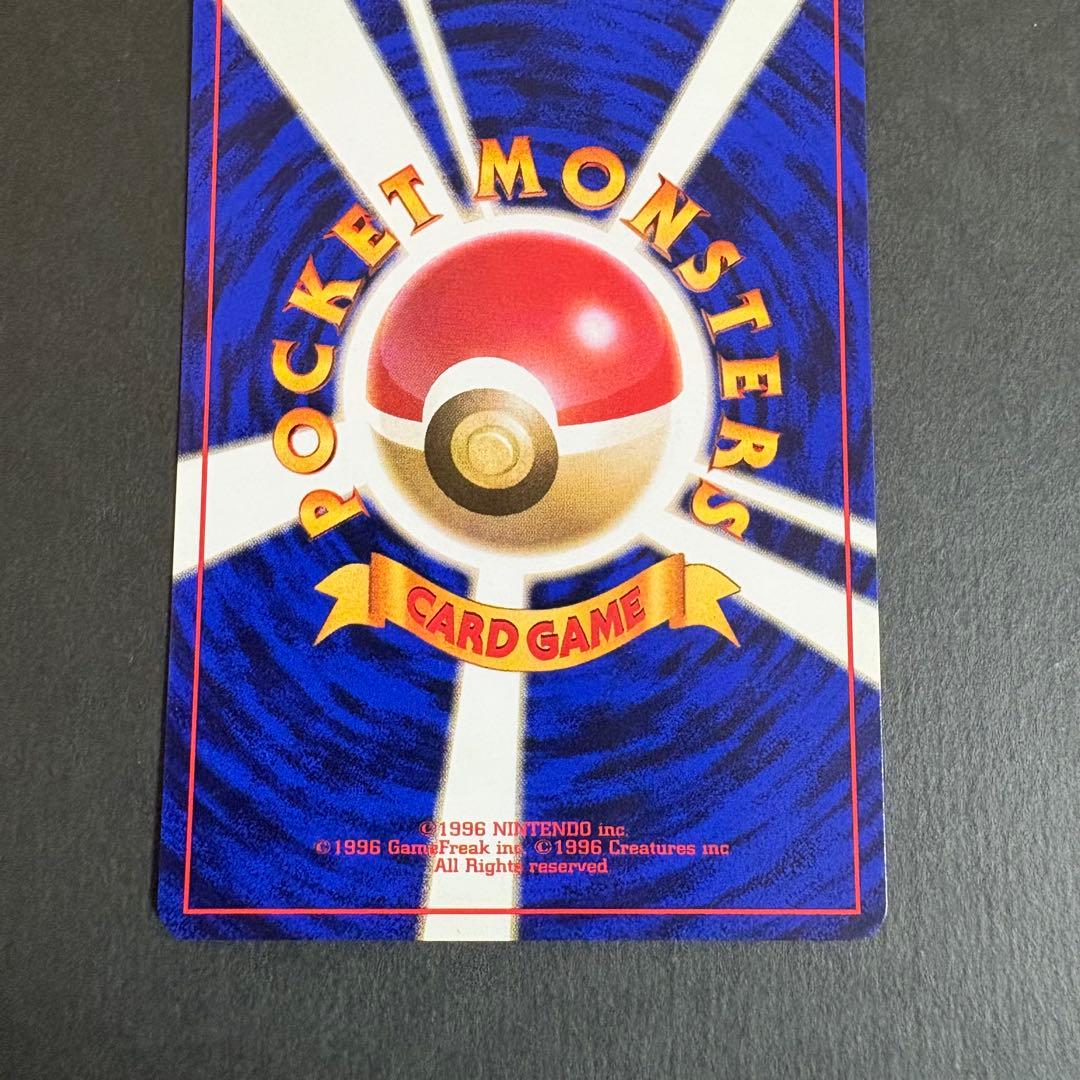 POCKET MONSTERS
CARD GAME
©1996 NINTENDO inc.
©1996 GameFreak inc. ©1996 Creatures inc
All Rights reserved